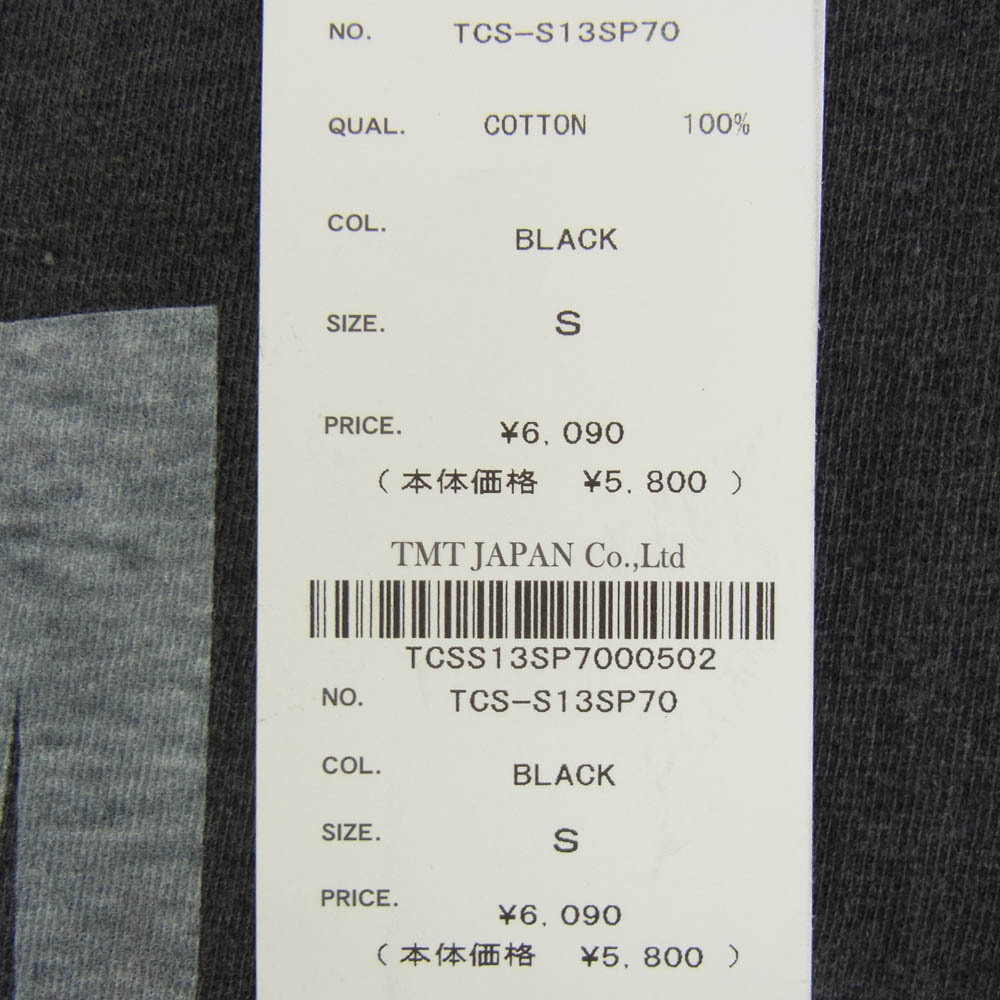 NO. TCS-S13SP70
QUAL. COTTON 100%
COL. BLACK
SIZE. S
PRICE. ¥6,090
(本体価格 ¥5,800)
TMT JAPAN Co.,Ltd
TCSS13SP7000502
NO. TCS-S13SP70
COL. BLACK
SIZE. S
PRICE. ¥6,090
(本体価格 ¥5,800)